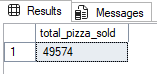 Results Messages
total_pizza_sold
1 49574